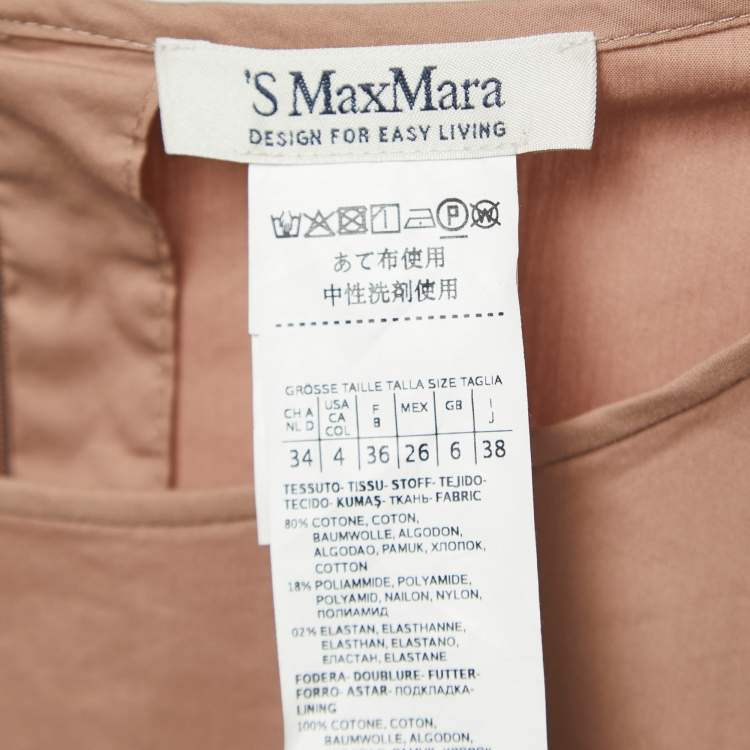 'S MaxMara
DESIGN FOR EASY LIVING
P W
あて布使用
中性洗剤使用
GRÖSSE TAILLE TALLA SIZE TAGLIA
CH A NL D USA CA COL F B MEX GB I J
34 4 36 26 6 38
TESSUTO- TISSU- STOFF- TEJIDO-
TECIDO- KUMAŞ- ТКАНЬ- FABRIC
80% COTONE, COTON,
BAUMWOLLE, ALGODON,
ALGODAO, PAMUK, ХЛОПОК,
COTTON
18% POLIAMMIDE, POLYAMIDE,
POLYAMID, NAILON, NYLON,
ПОЛИАМИД
02% ELASTAN, ELASTHANNE,
ELASTHAN, ELASTANO,
ЕЛАСТАН, ELASTANE
FODERA- DOUBLURE- FUTTER-
FORRO- ASTAR- ПОДКЛАДКА-
LINING
100% COTONE, COTON,
BAUMWOLLE, ALGODON,